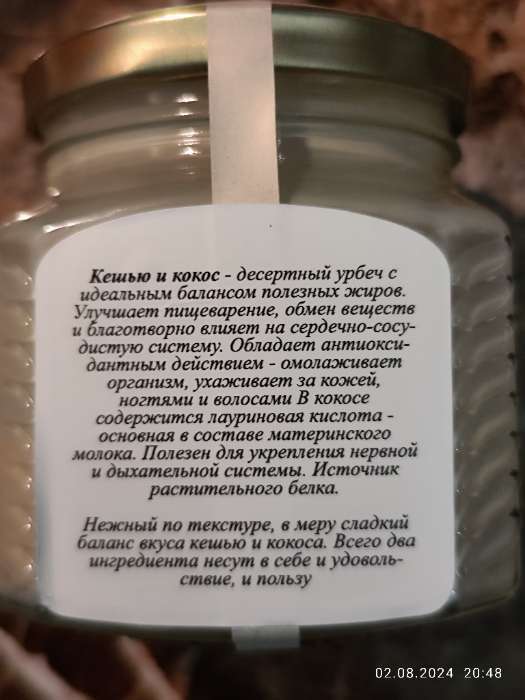 Кешью и кокос - десертный урбеч с
идеальным балансом полезных жиров.
Улучшает пищеварение, обмен веществ
и благотворно влияет на сердечно-сосу-
дистую систему. Обладает антиокси-
дантным действием - омолаживает
организм, ухаживает за кожей,
ногтями и волосами В кокосе
содержится лауриновая кислота -
основная в составе материнского
молока. Полезен для укрепления нервной
и дыхательной системы. Источник
растительного белка.
Нежный по текстуре, в меру сладкий
баланс вкуса кешью и кокоса. Всего два
ингредиента несут в себе и удоволь-
ствие, и пользу
02.08.2024 20:48